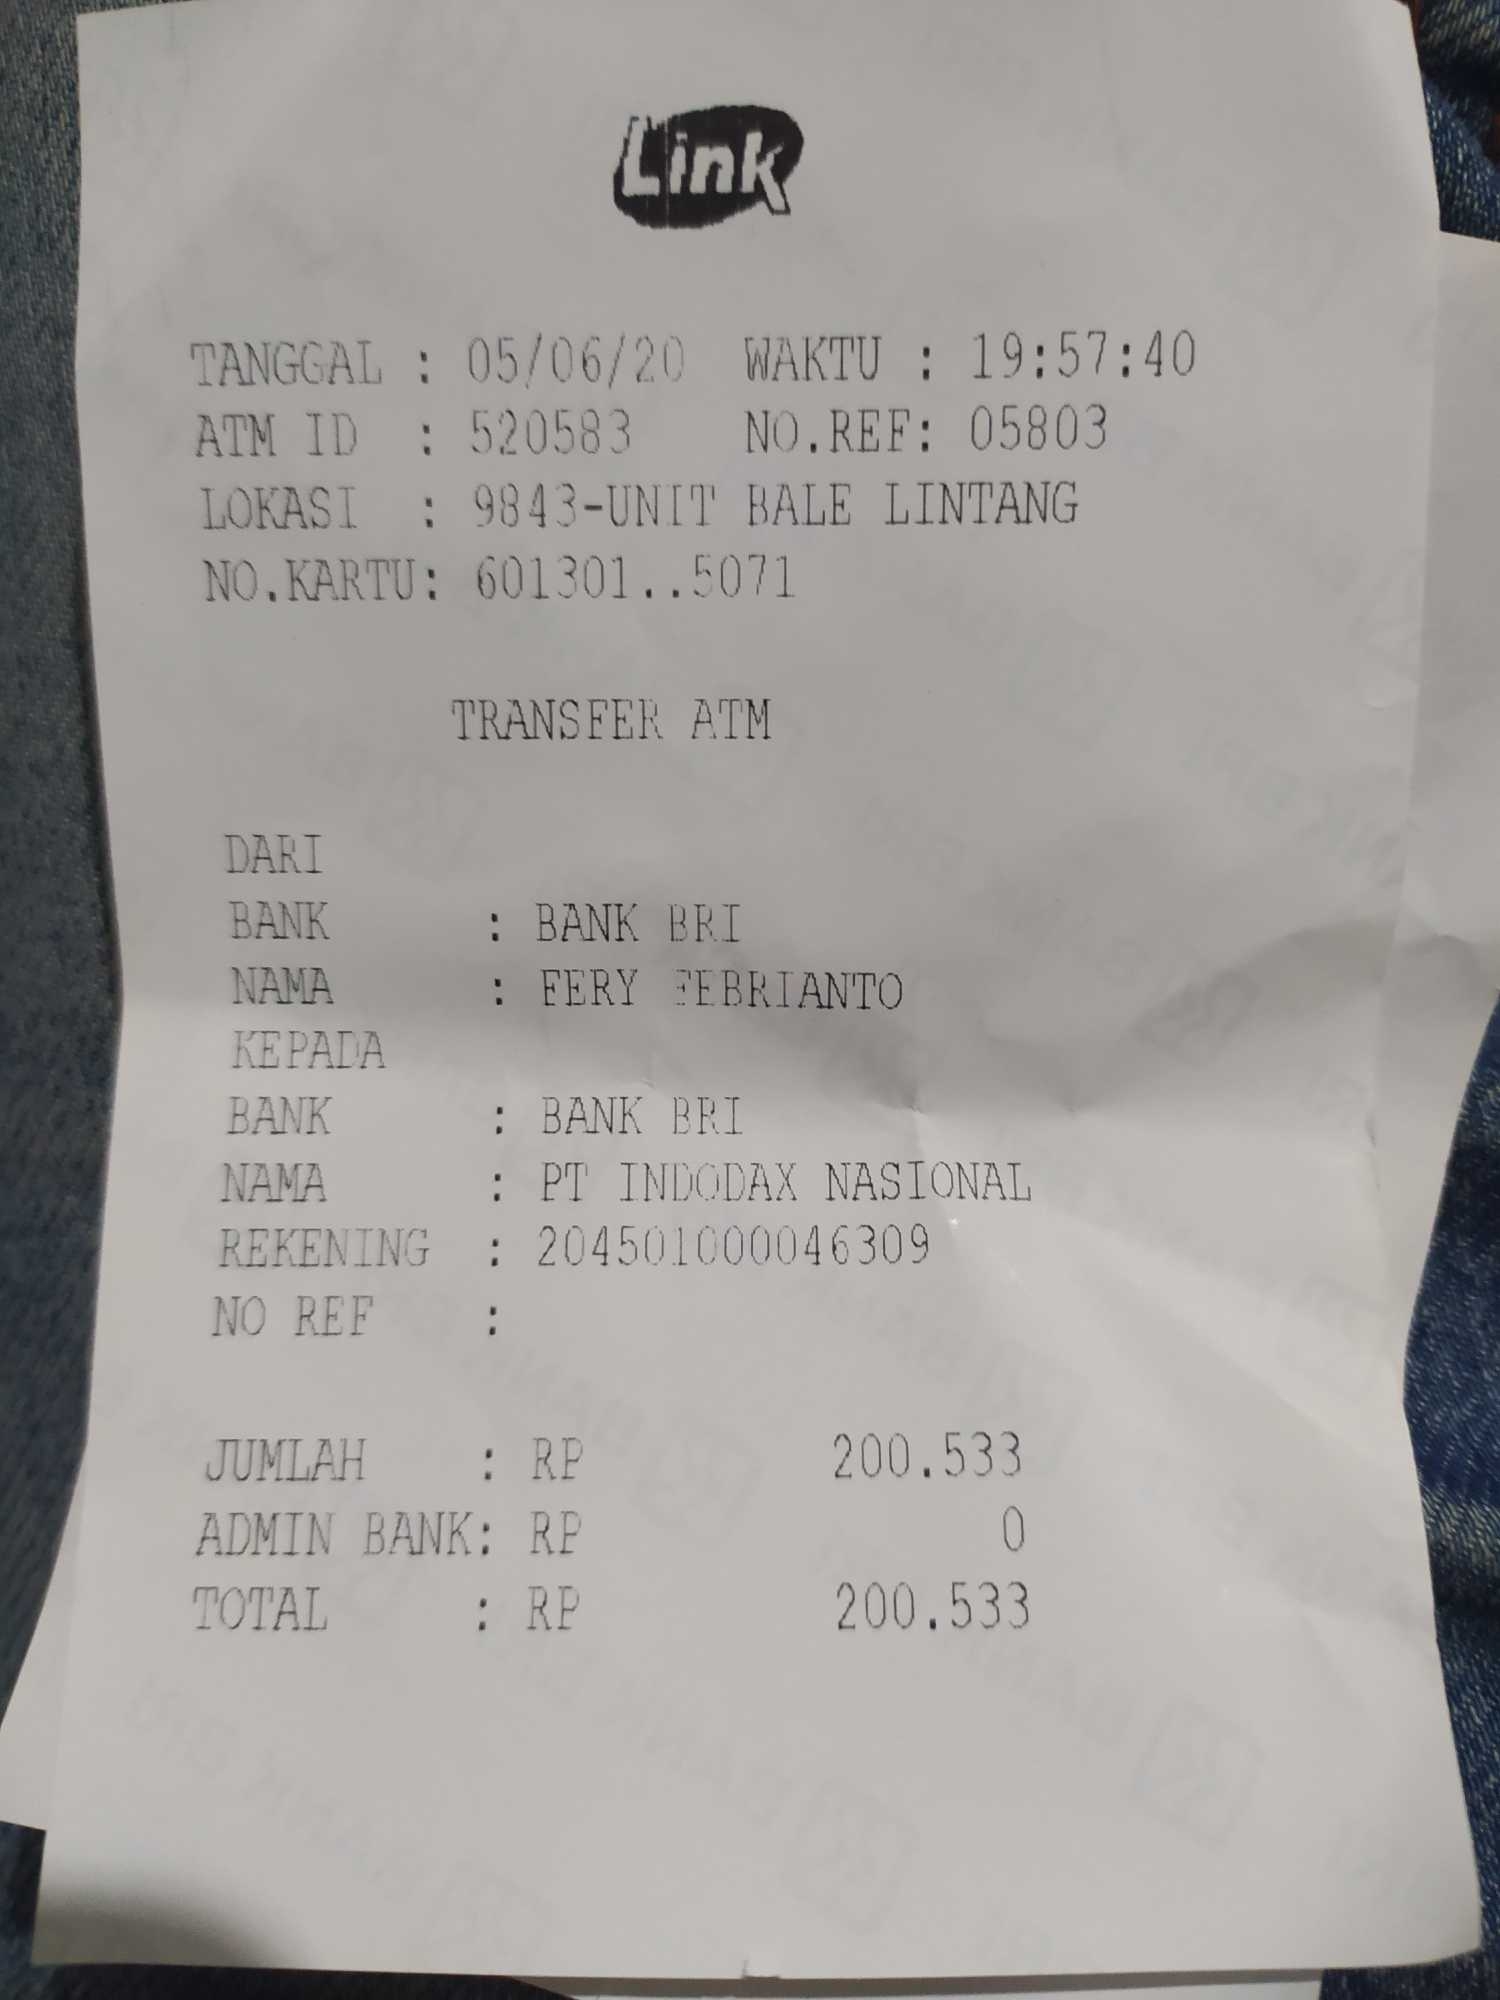 Link
TANGGAL : 05/06/20 WAKTU : 19:57:40
ATM ID : 520583 NO.REF: 05803
LOKASI : 9843-UNIT BALE LINTANG
NO.KARTU: 601301..5071
TRANSFER ATM
DARI
BANK : BANK BRI
NAMA : FERY FEBRIANTO
KEPADA
BANK : BANK BRI
NAMA : PT INDODAX NASIONAL
REKENING : 204501000046309
NO REF :
JUMLAH : RP 200.533
ADMIN BANK: RP 0
TOTAL : RP 200.533